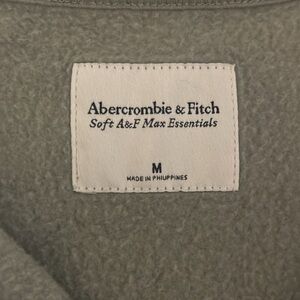 Abercrombie & Fitch
Soft A&F Max Essentials
M
MADE IN PHILIPPINES